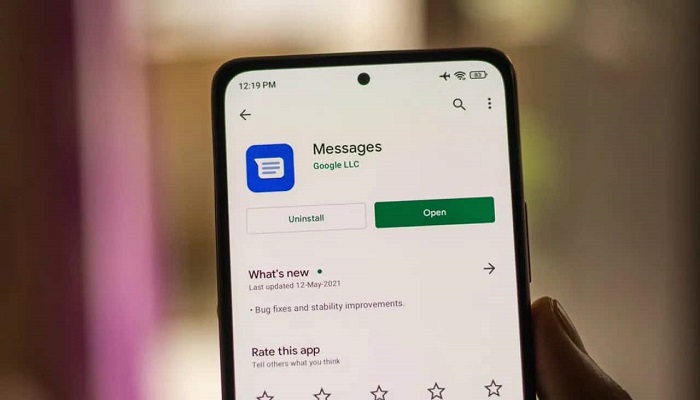 12:19 PM
83
Messages
Google LLC
Uninstall
Open
What's new
Last updated 12-May-2021
• Bug fixes and stability improvements.
Rate this app
Tell others what you think